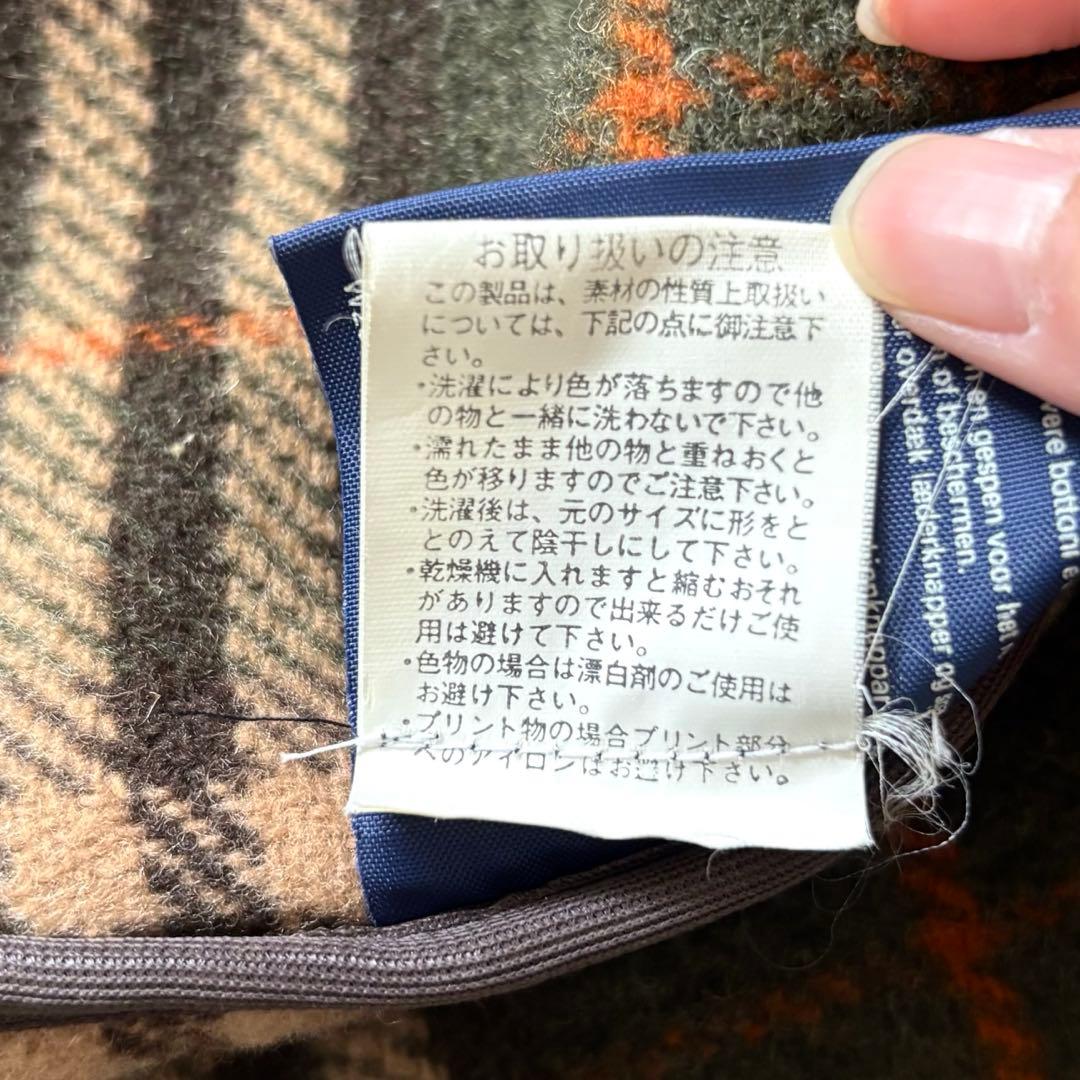 お取り扱いの注意
この製品は、素材の性質上取扱い
については、下記の点に御注意下
さい。
・洗濯により色が落ちますので他
の物と一緒に洗わないで下さい。
・濡れたまま他の物と重ねおくと
色が移りますのでご注意下さい。
・洗濯後は、元のサイズに形をと
とのえて陰干しにして下さい。
・乾燥機に入れますと縮むおそれ
がありますので出来るだけご使
用は避けて下さい。
・色物の場合は漂白剤のご使用は
お避け下さい。
・プリント物の場合プリント部分
へのアイロンはお避け下さい。
were botoni e
gespen voor het
of beschermen
overdæk læderknapper og